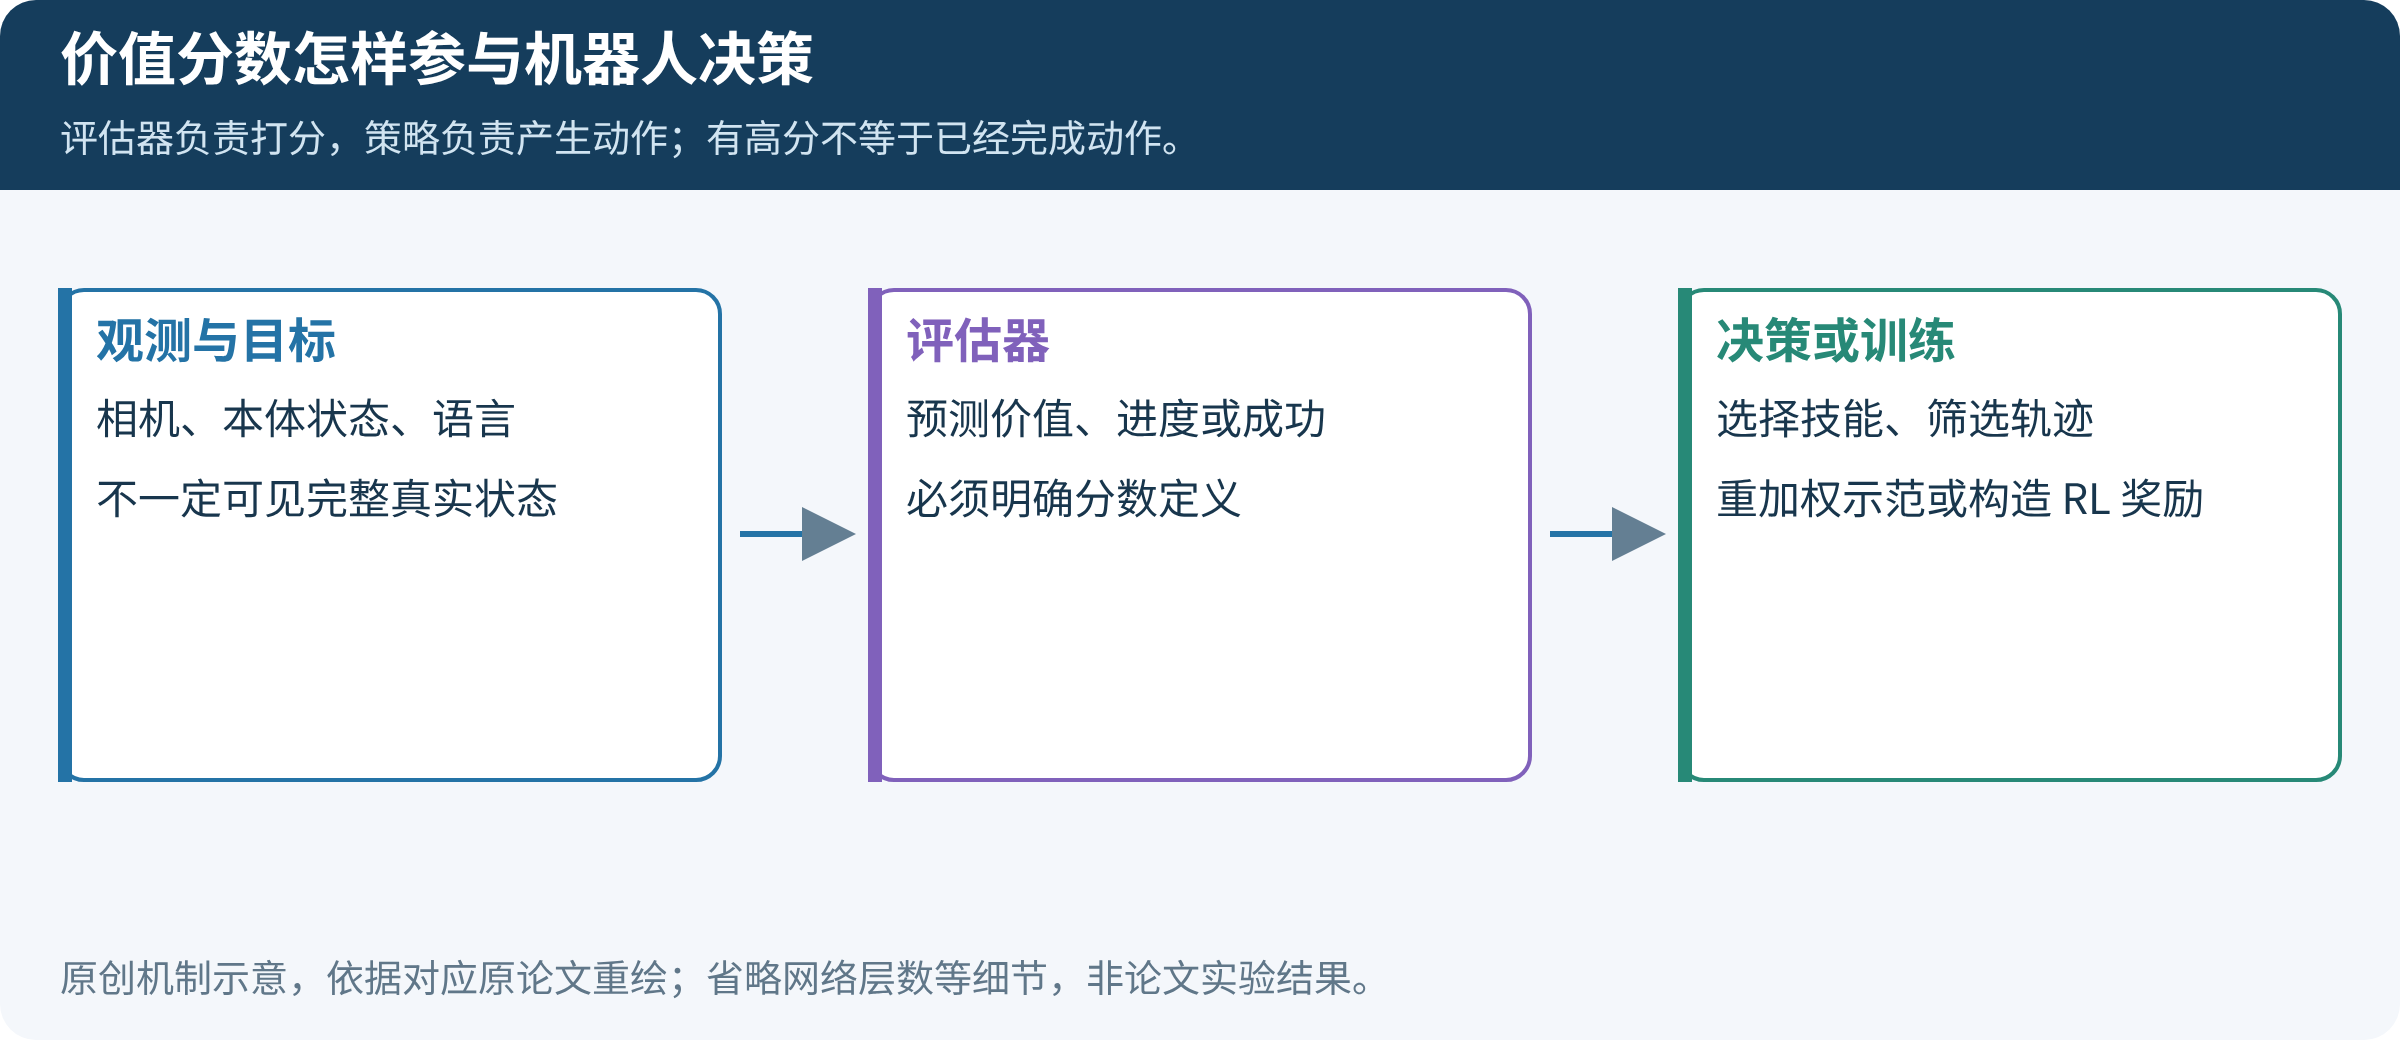 价值分数怎样参与机器人决策
评估器负责打分，策略负责产生动作；有高分不等于已经完成动作。
观测与目标
相机、本体状态、语言
不一定可见完整真实状态
评估器
预测价值、进度或成功
必须明确分数定义
决策或训练
选择技能、筛选轨迹
重加权示范或构造 RL 奖励
原创机制示意，依据对应原论文重绘；省略网络层数等细节，非论文实验结果。